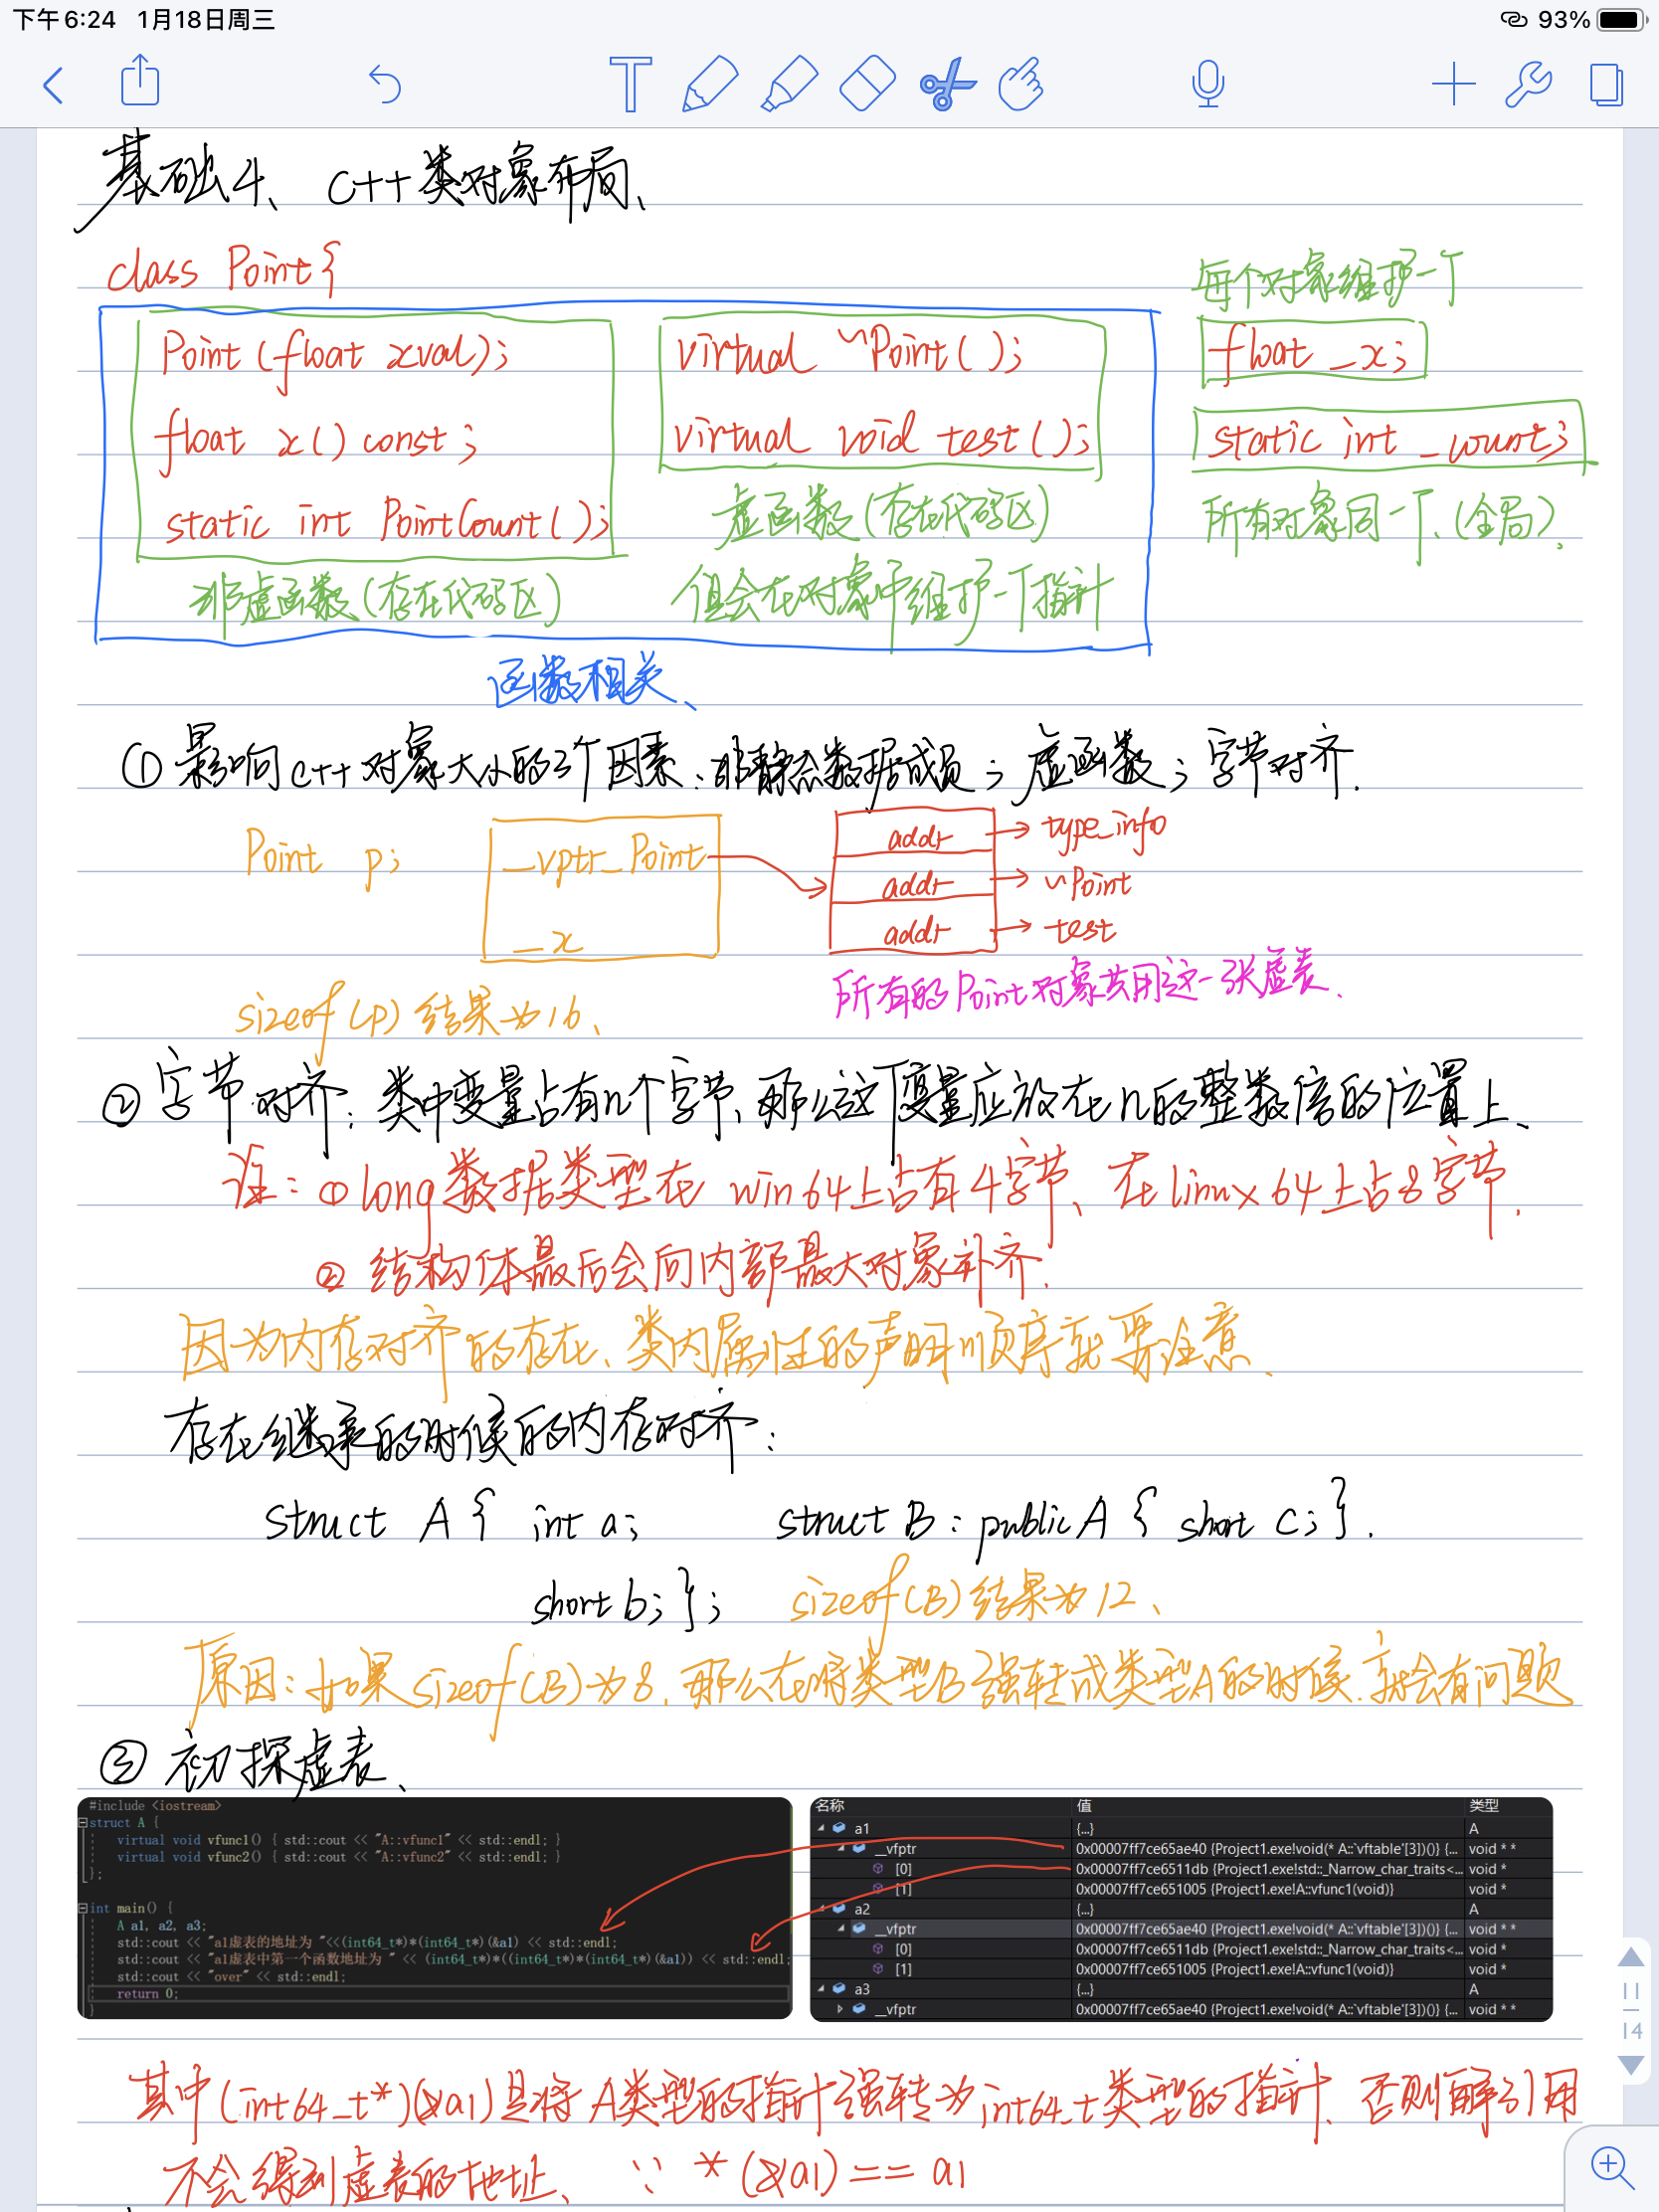 下午6:24 1月18日周三
93%
基础4、C++类对象布局、
class Point{
每个对象维护一个
Point (float xval);
virtual ~Point();
float _x;
float x() const;
virtual void test();
static int _count;
static int PointCount();
虚函数(存在代码区)
所有对象同一个、(全局)、
非虚函数(存在代码区)
但会在对象中维护一个指针
函数相关、
① 影响C++对象大小的3个因素：非静态数据成员；虚函数；字节对齐.
Point p;
__vptr_Point
addr → type_info
addr → ~Point
_x
addr → test
所有的Point对象共用这一张虚表、
sizeof(p) 结果为16、
② 字节对齐：类中变量占有n个字节、那么这个变量应放在n的整数倍的位置上、
注：① long数据类型在 win64上占有4字节、在linux64上占8字节.
② 结构体最后会向内部最大对象补齐.
因为内存对齐的存在、类内属性的声明顺序就要注意、
存在继承的时候的内存对齐：
struct A { int a;
struct B: public A { short c; }.
short b; };
sizeof(B) 结果为12、
原因：如果sizeof(B)为8、那么在将类型B强转成类型A的时候、就会有问题
③ 初探虚表、
#include <iostream>
struct A {
virtual void vfunc1() { std::cout << "A::vfunc1" << std::endl; }
virtual void vfunc2() { std::cout << "A::vfunc2" << std::endl; }
};
int main() {
A a1, a2, a3;
std::cout << "a1虚表的地址为 "<<(int64_t*)*(int64_t*)(&a1) << std::endl;
std::cout << "a1虚表中第一个函数地址为 " << (int64_t*)*((int64_t*)*(int64_t*)(&a1)) << std::endl;
std::cout << "over" << std::endl;
return 0;
}
名称 值 类型
a1 {...} A
__vfptr 0x00007ff7ce65ae40 {Project1.exe!void(* A::`vftable'[3])()} {... void * *
[0] 0x00007ff7ce6511db {Project1.exe!std::_Narrow_char_traits<... void *
[1] 0x00007ff7ce651005 {Project1.exe!A::vfunc1(void)} void *
a2 {...} A
__vfptr 0x00007ff7ce65ae40 {Project1.exe!void(* A::`vftable'[3])()} {... void * *
[0] 0x00007ff7ce6511db {Project1.exe!std::_Narrow_char_traits<... void *
[1] 0x00007ff7ce651005 {Project1.exe!A::vfunc1(void)} void *
a3 {...} A
__vfptr 0x00007ff7ce65ae40 {Project1.exe!void(* A::`vftable'[3])()} {... void * *
11
14
其中(int64_t*)(&a1)是将A类型的指针强转为int64_t类型的指针、否则解引用
不会得到虚表的地址、∵ *(&a1) == a1